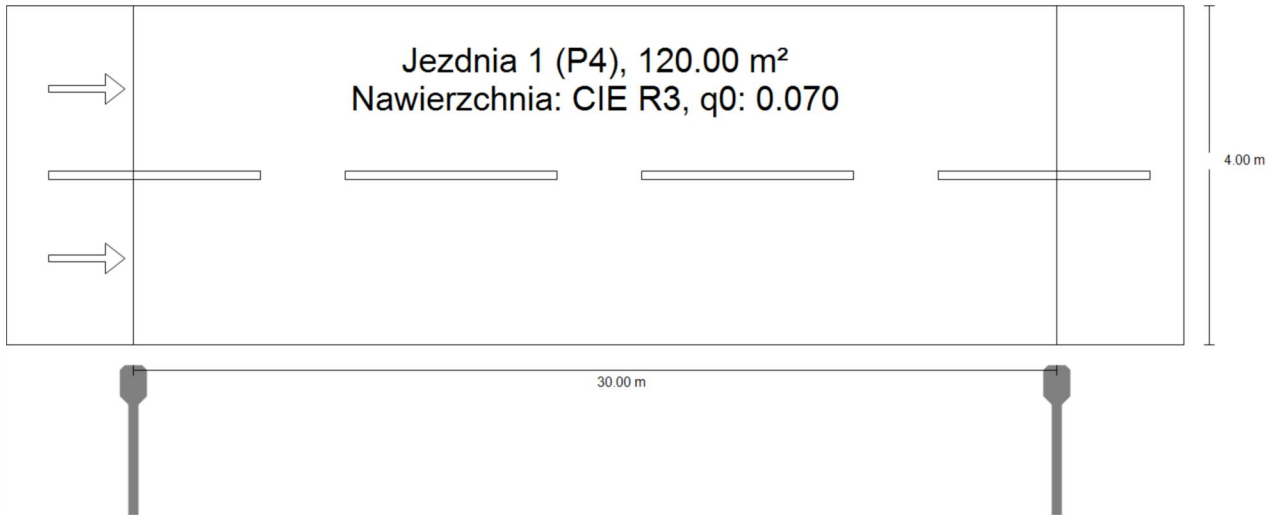 Jezdnia 1 (P4), 120.00 m²
Nawierzchnia: CIE R3, q0: 0.070
4.00 m
30.00 m